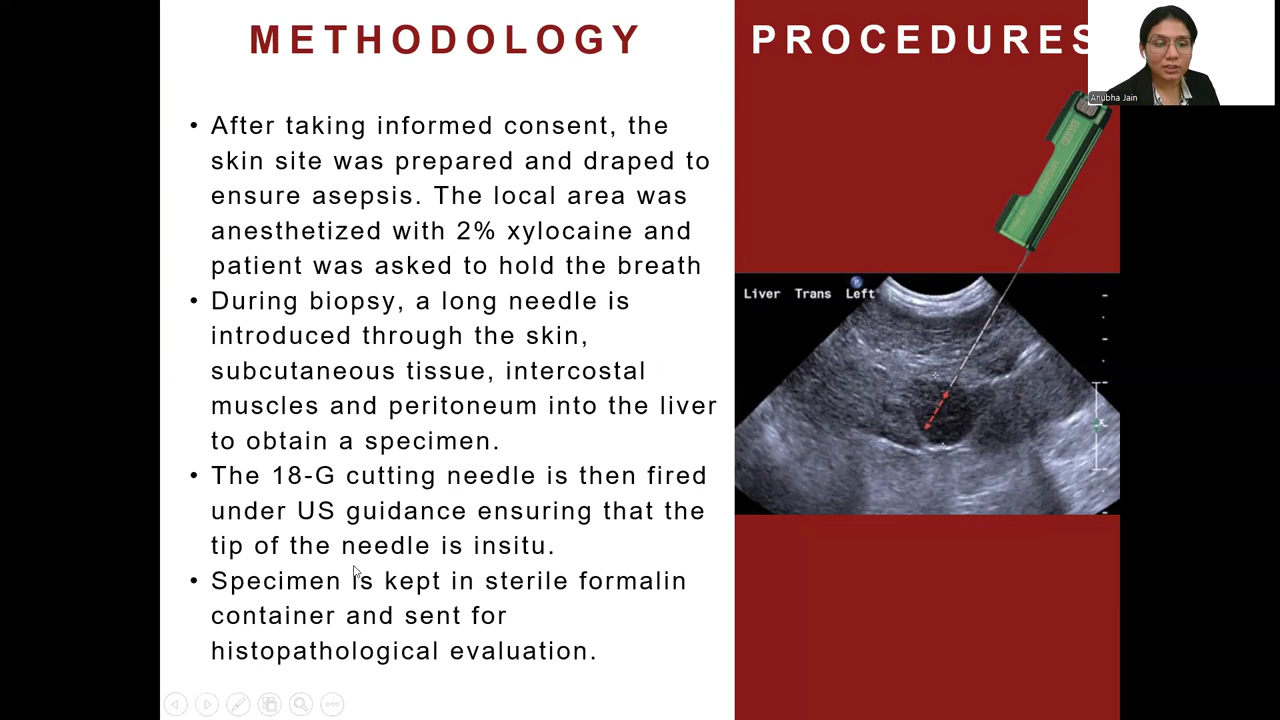 METHODOLOGY
PROCEDURES
Anubha Jain
• After taking informed consent, the
skin site was prepared and draped to
ensure asepsis. The local area was
anesthetized with 2% xylocaine and
patient was asked to hold the breath
• During biopsy, a long needle is
introduced through the skin,
subcutaneous tissue, intercostal
muscles and peritoneum into the liver
to obtain a specimen.
• The 18-G cutting needle is then fired
under US guidance ensuring that the
tip of the needle is insitu.
• Specimen is kept in sterile formalin
container and sent for
histopathological evaluation.
Liver Trans Left